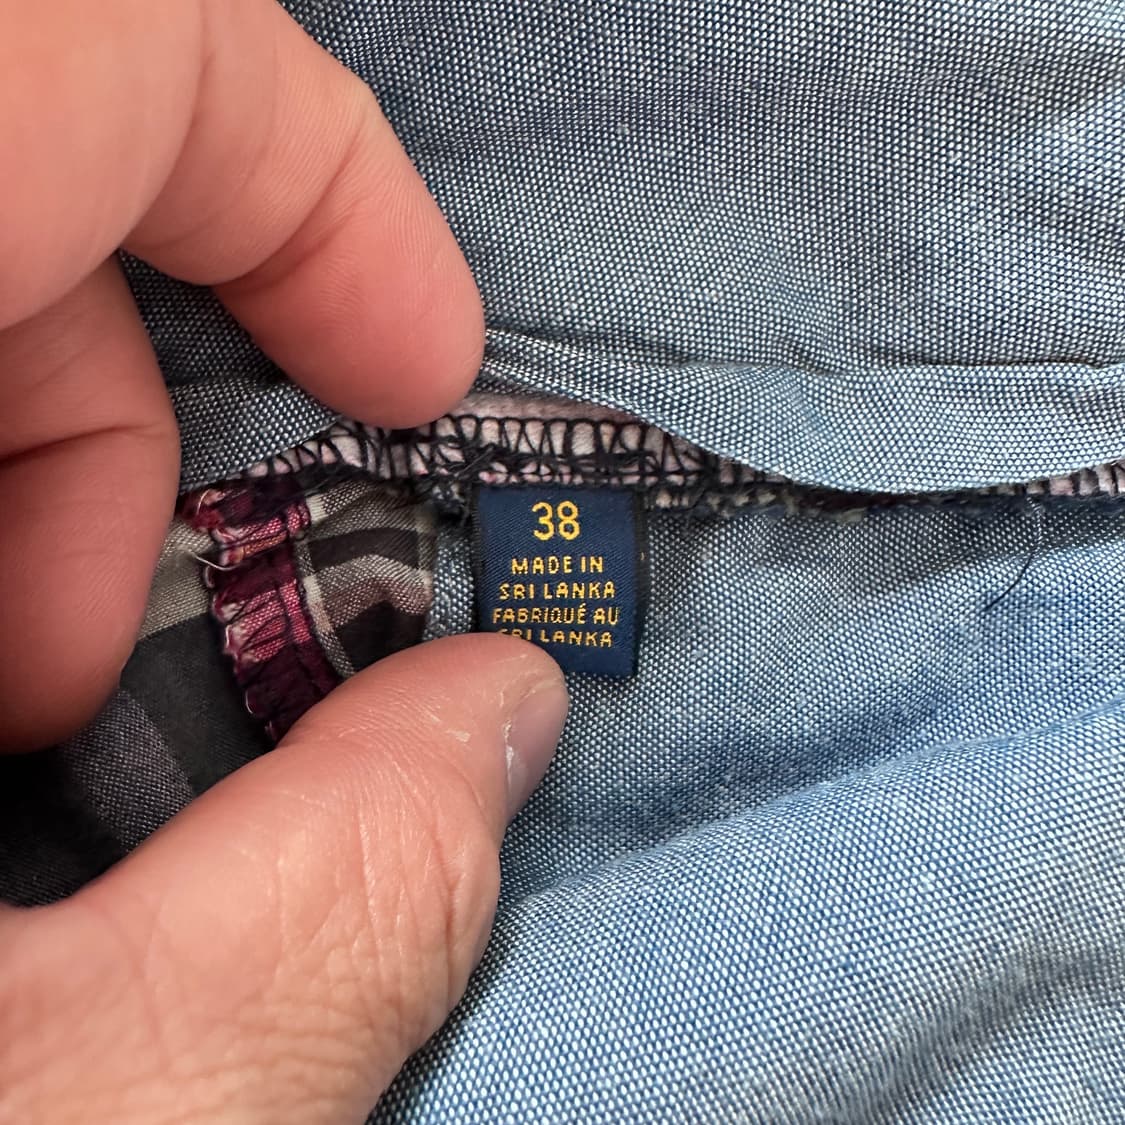 38
MADE IN
SRI LANKA
FABRIQUÉ AU
SRI LANKA